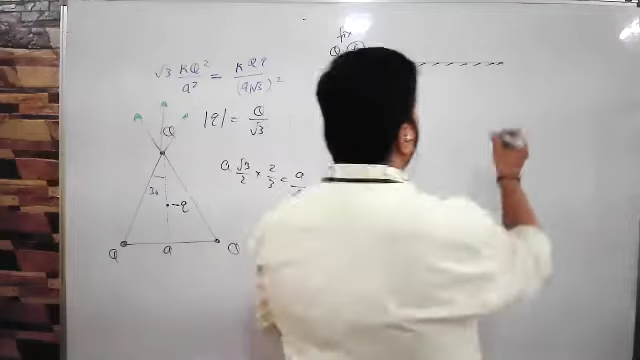 fix
Q
√3 KQ²/a² = KQq/(a/√3)²
|q| = Q/√3
Q
a √3/2 × 2/3 = a
30
-q
Q a Q